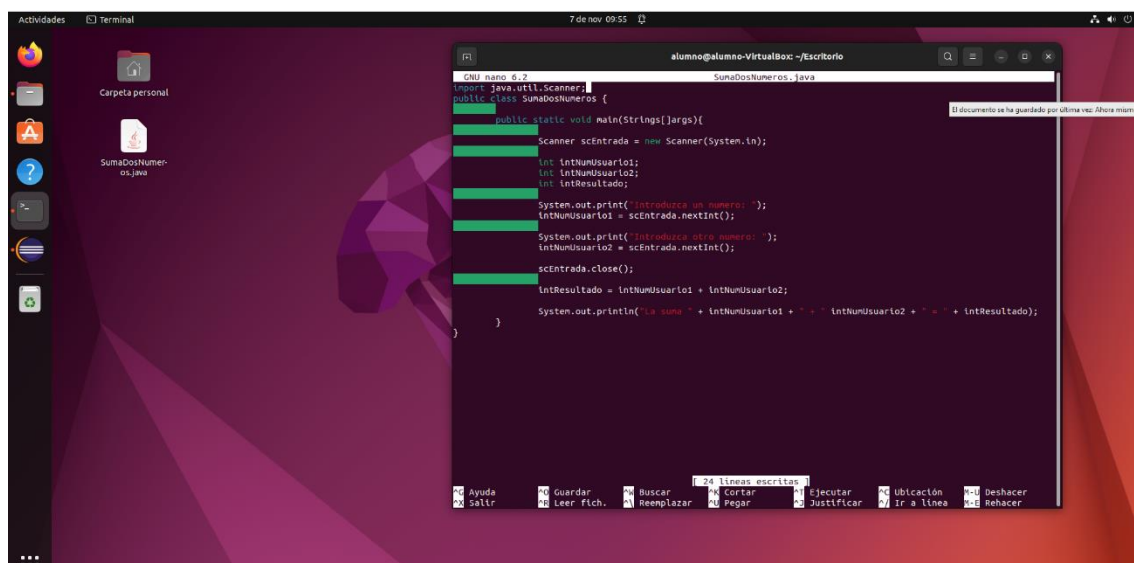 Actividades Terminal 7 de nov 09:55
alumno@alumno-VirtualBox: ~/Escritorio
GNU nano 6.2 SumaDosNumeros.java
import java.util.Scanner;
public class SumaDosNumeros {
public static void main(Strings[]args){
Scanner scEntrada = new Scanner(System.in);
int intNumUsuario1;
int intNumUsuario2;
int intResultado;
System.out.print("Introduzca un numero: ");
intNumUsuario1 = scEntrada.nextInt();
System.out.print("Introduzca otro numero: ");
intNumUsuario2 = scEntrada.nextInt();
scEntrada.close();
intResultado = intNumUsuario1 + intNumUsuario2;
System.out.println("La suma " + intNumUsuario1 + " + " intNumUsuario2 + " = " + intResultado);
}
}
El documento se ha guardado por última vez: Ahora mism
Carpeta personal
SumaDosNumer-
os.java
[ 24 líneas escritas ]
^G Ayuda ^O Guardar ^W Buscar ^K Cortar ^T Ejecutar ^C Ubicación M-U Deshacer
^X Salir ^R Leer fich. ^\ Reemplazar ^U Pegar ^J Justificar ^/ Ir a línea M-E Rehacer